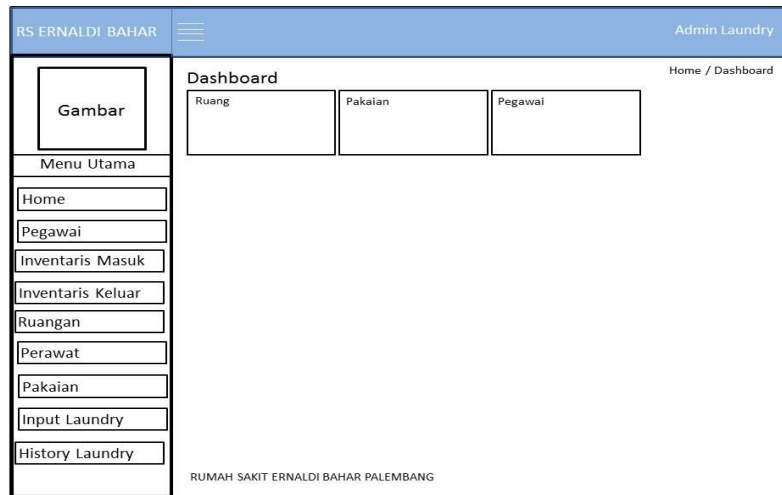 RS ERNALDI BAHAR
Admin Laundry
Gambar
Menu Utama
Home
Pegawai
Inventaris Masuk
Inventaris Keluar
Ruangan
Perawat
Pakaian
Input Laundry
History Laundry
Dashboard
Home / Dashboard
Ruang
Pakaian
Pegawai
RUMAH SAKIT ERNALDI BAHAR PALEMBANG